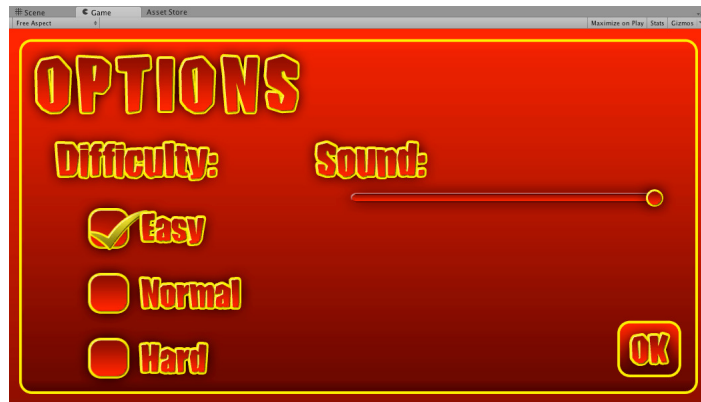 Scene Game Asset Store
Free Aspect Maximize on Play Stats Gizmos
OPTIONS
Difficulty: Sound:
Easy
Normal
Hard
OK